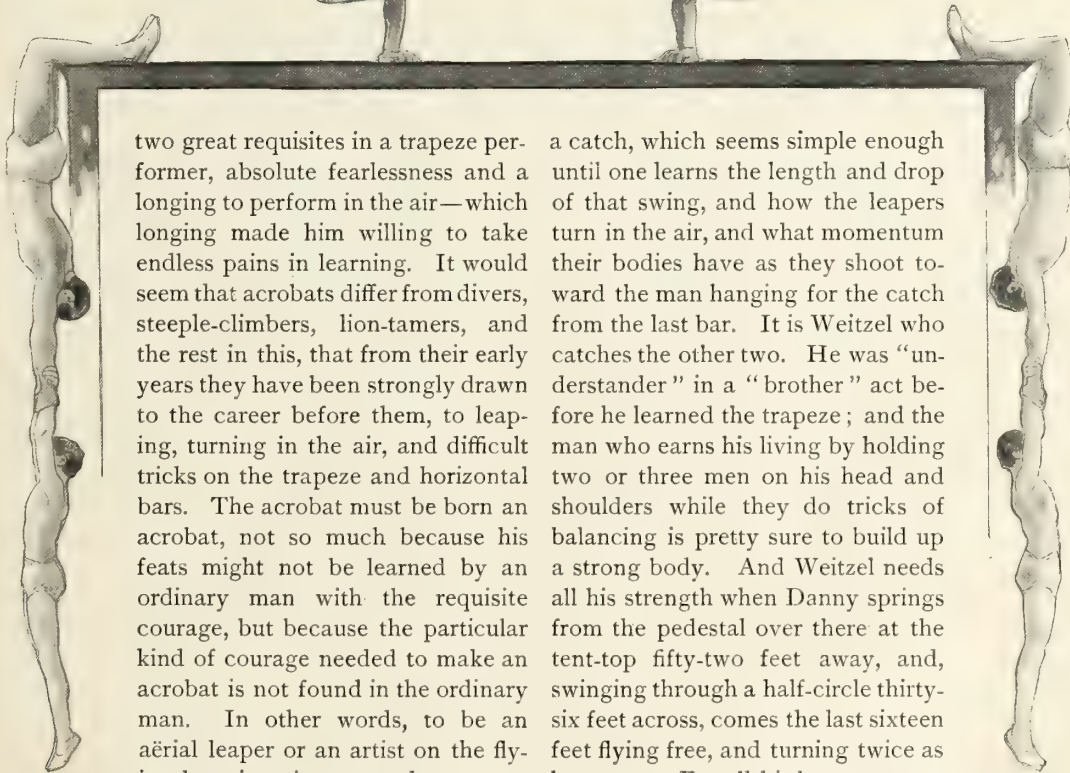 two great requisites in a trapeze per-
former, absolute fearlessness and a
longing to perform in the air—which
longing made him willing to take
endless pains in learning. It would
seem that acrobats differ from divers,
steeple-climbers, lion-tamers, and
the rest in this, that from their early
years they have been strongly drawn
to the career before them, to leap-
ing, turning in the air, and difficult
tricks on the trapeze and horizontal
bars. The acrobat must be born an
acrobat, not so much because his
feats might not be learned by an
ordinary man with the requisite
courage, but because the particular
kind of courage needed to make an
acrobat is not found in the ordinary
man. In other words, to be an
aërial leaper or an artist on the fly-
a catch, which seems simple enough
until one learns the length and drop
of that swing, and how the leapers
turn in the air, and what momentum
their bodies have as they shoot to-
ward the man hanging for the catch
from the last bar. It is Weitzel who
catches the other two. He was “un-
derstander” in a “brother” act be-
fore he learned the trapeze; and the
man who earns his living by holding
two or three men on his head and
shoulders while they do tricks of
balancing is pretty sure to build up
a strong body. And Weitzel needs
all his strength when Danny springs
from the pedestal over there at the
tent-top fifty-two feet away, and,
swinging through a half-circle thirty-
six feet across, comes the last sixteen
feet flying free, and turning twice as